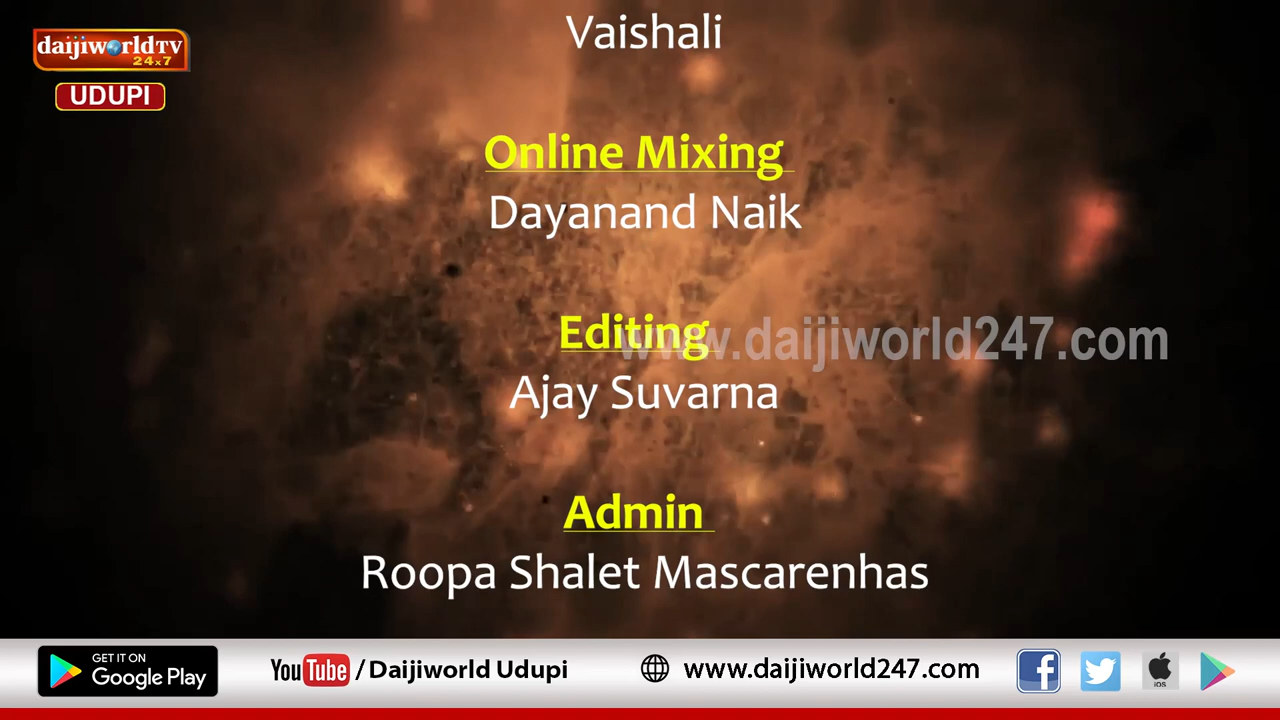 daijiworldTV
24x7
UDUPI
Vaishali
Online Mixing
Dayanand Naik
Editing
www.daijiworld247.com
Ajay Suvarna
Admin
Roopa Shalet Mascarenhas
GET IT ON
Google Play
YouTube /Daijiworld Udupi
www.daijiworld247.com
iOS